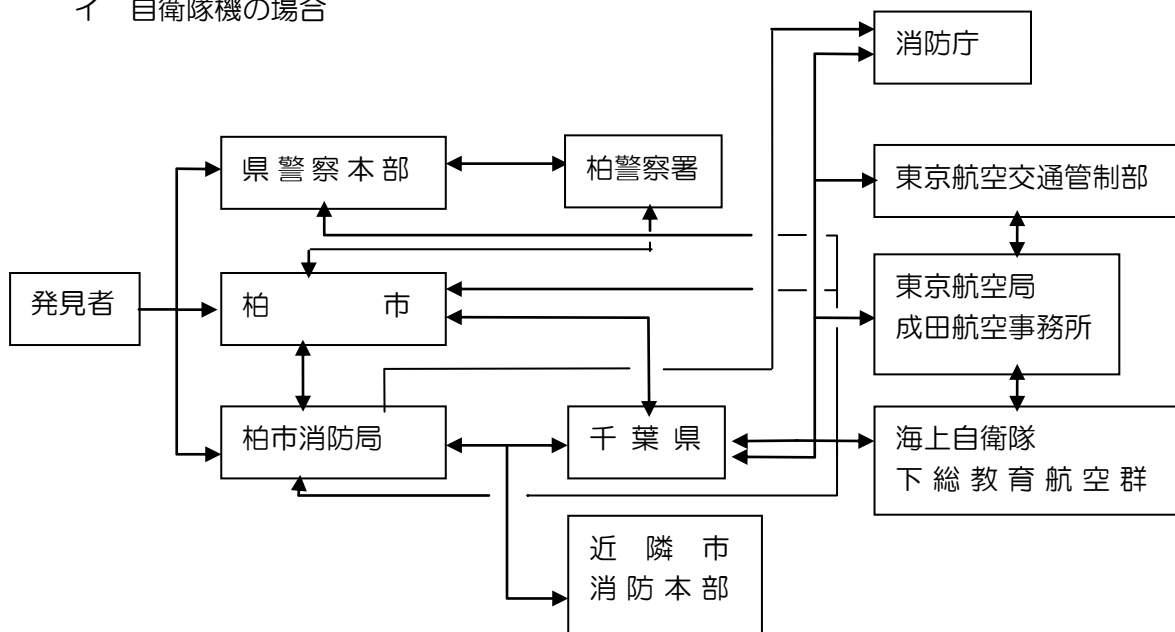 イ 自衛隊機の場合
消防庁
県警察本部
柏警察署
東京航空交通管制部
発見者
柏 市
東京航空局
成田航空事務所
柏市消防局
千葉県
海上自衛隊
下総教育航空群
近隣市
消防本部